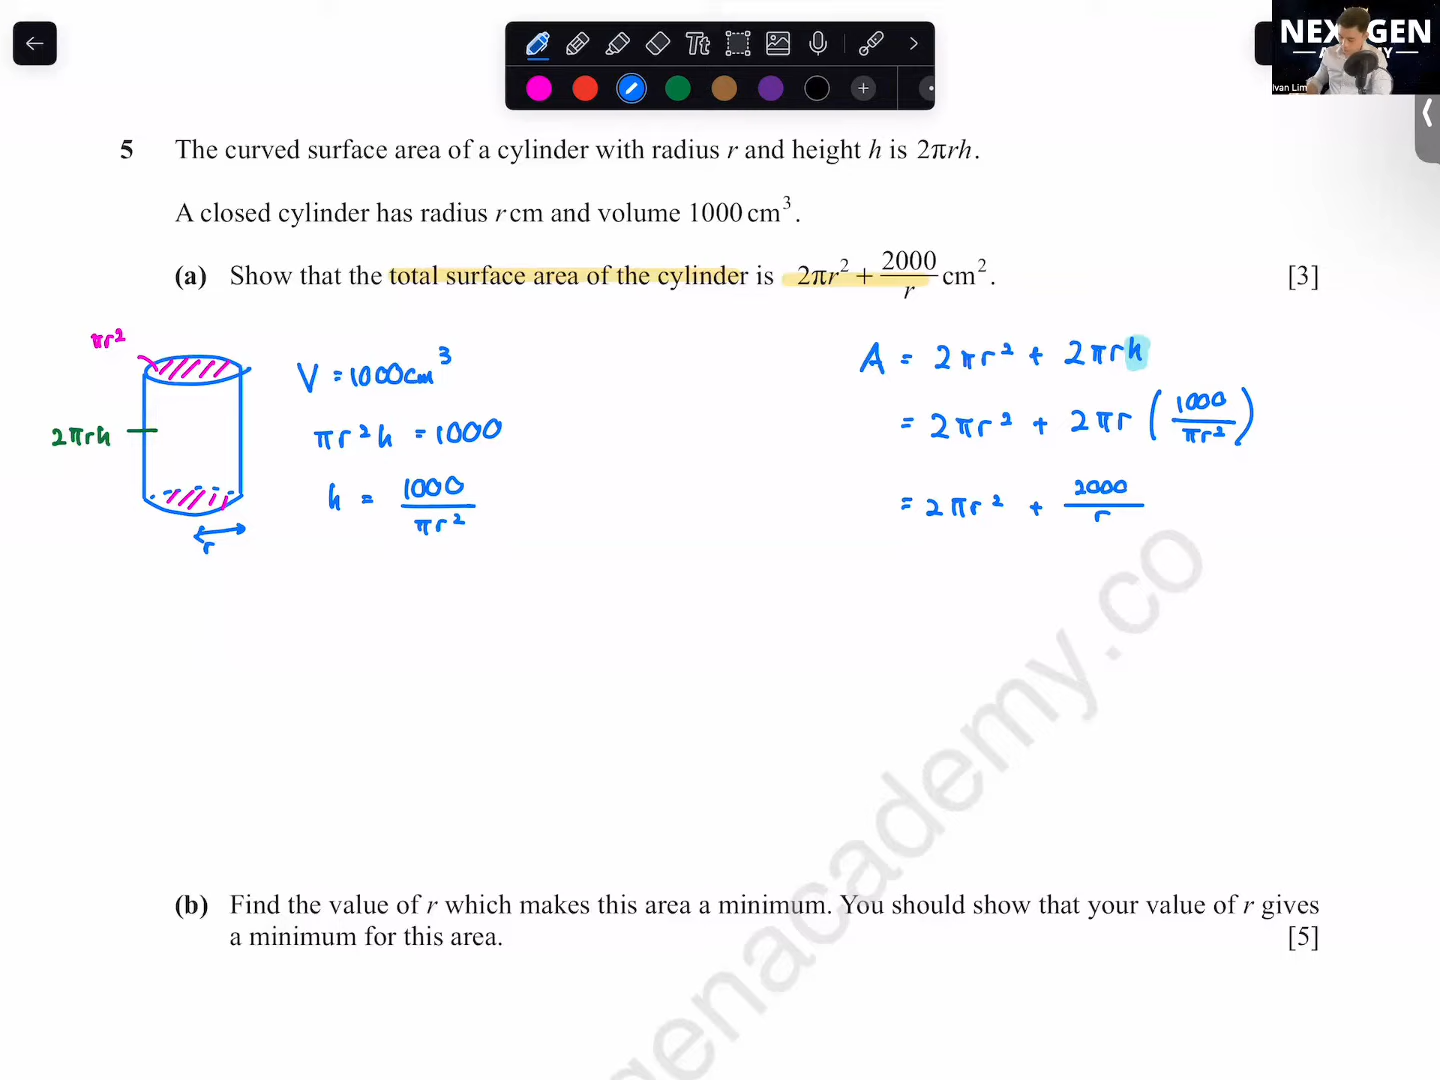 NEXTGEN
Tt
Ivan Lim
5 The curved surface area of a cylinder with radius r and height h is 2πrh.
A closed cylinder has radius r cm and volume 1000 cm³.
(a) Show that the total surface area of the cylinder is 2πr² + 2000/r cm². [3]
πr²
2πrh
r
V = 1000cm³
πr²h = 1000
h = 1000/πr²
A = 2πr² + 2πrh
= 2πr² + 2πr (1000/πr²)
= 2πr² + 2000/r
(b) Find the value of r which makes this area a minimum. You should show that your value of r gives
a minimum for this area. [5]
genacademy.co